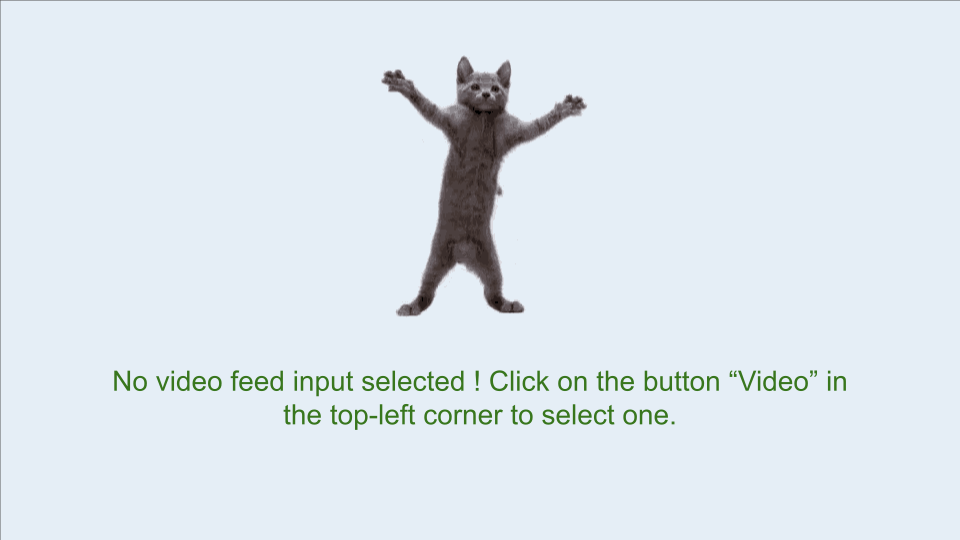 No video feed input selected ! Click on the button “Video” in
the top-left corner to select one.